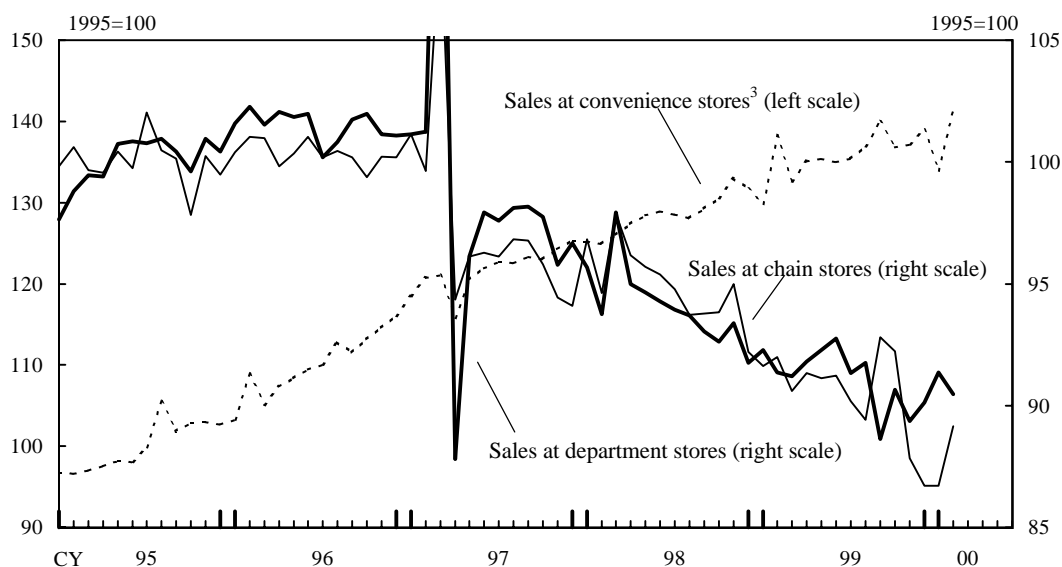 1995=100 1995=100
150 105
Sales at convenience stores³ (left scale)
140
100
130
Sales at chain stores (right scale)
120
95
110
90
100
Sales at department stores (right scale)
90 85
CY 95 96 97 98 99 00